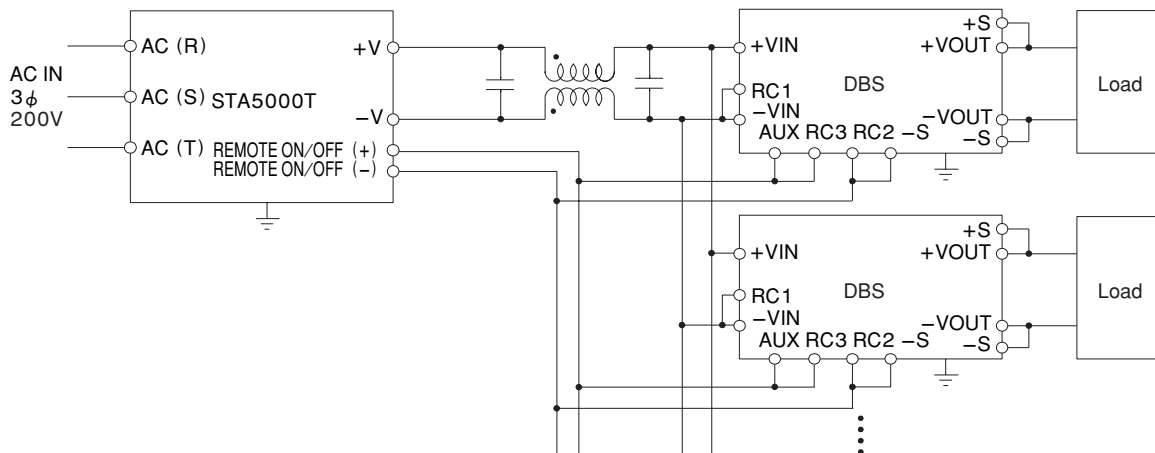 AC IN
3φ
200V
AC (R)
AC (S)
AC (T)
STA5000T
+V
−V
REMOTE ON/OFF (+)
REMOTE ON/OFF (−)
+VIN
RC1
−VIN
DBS
+S
+VOUT
−VOUT
−S
AUX RC3 RC2 −S
Load
+VIN
RC1
−VIN
DBS
+S
+VOUT
−VOUT
−S
AUX RC3 RC2 −S
Load